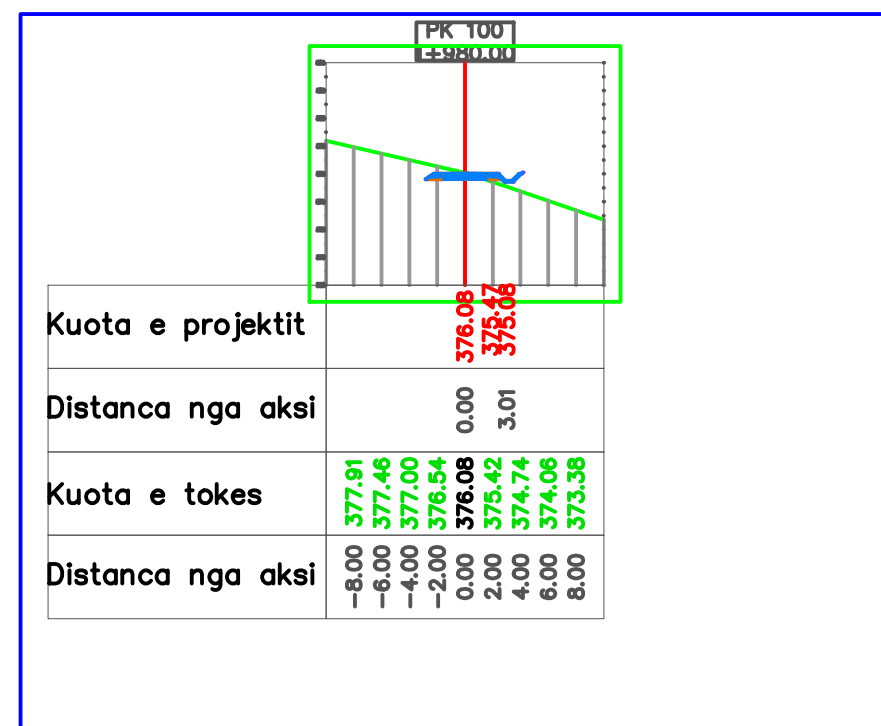 PK 100
+980.00
Kuota e projektit 376.08 375.47 375.08
Distanca nga aksi 0.00 3.01
Kuota e tokes 377.91 377.46 377.00 376.54 376.08 375.42 374.74 374.06 373.38
Distanca nga aksi -8.00 -6.00 -4.00 -2.00 0.00 2.00 4.00 6.00 8.00